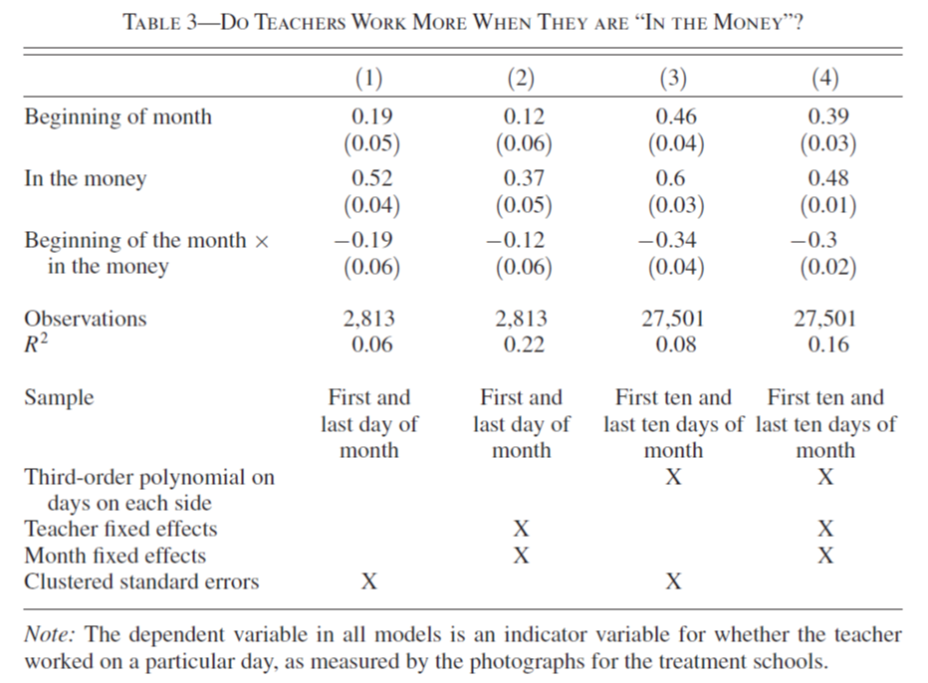 TABLE 3—DO TEACHERS WORK MORE WHEN THEY ARE “IN THE MONEY”?
(1) (2) (3) (4)
Beginning of month 0.19 0.12 0.46 0.39
(0.05) (0.06) (0.04) (0.03)
In the money 0.52 0.37 0.6 0.48
(0.04) (0.05) (0.03) (0.01)
Beginning of the month × −0.19 −0.12 −0.34 −0.3
in the money (0.06) (0.06) (0.04) (0.02)
Observations 2,813 2,813 27,501 27,501
R² 0.06 0.22 0.08 0.16
Sample First and First and First ten and First ten and
last day of last day of last ten days of last ten days of
month month month month
Third-order polynomial on X X
days on each side
Teacher fixed effects X X
Month fixed effects X X
Clustered standard errors X X
Note: The dependent variable in all models is an indicator variable for whether the teacher
worked on a particular day, as measured by the photographs for the treatment schools.